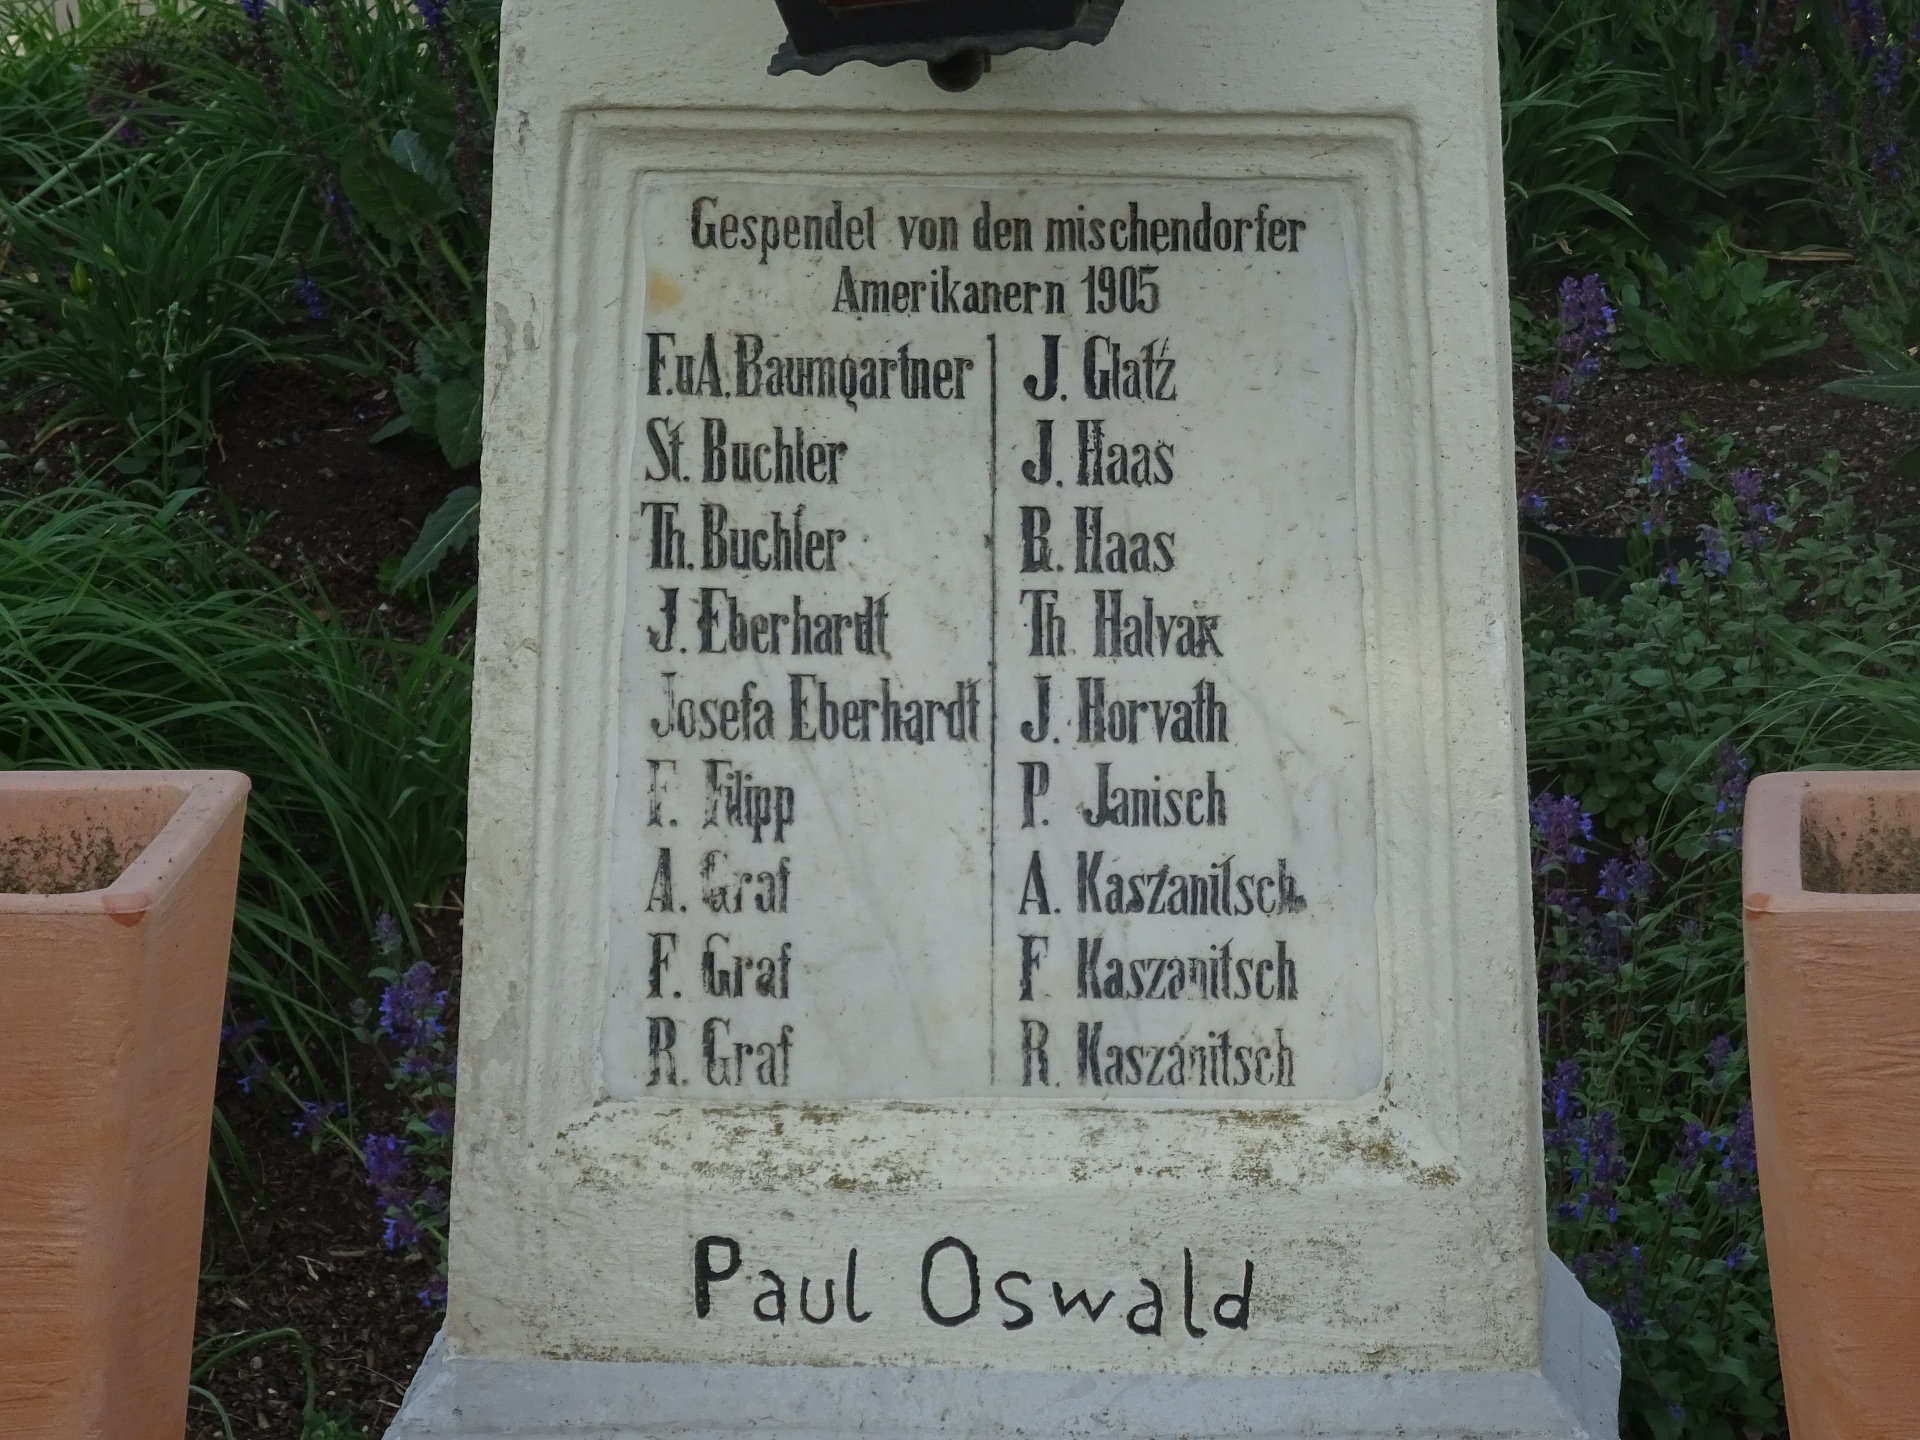 Gespendet von den mischendorfer
Amerikanern 1905
F.u A. Baumgartner
St. Buchler
Th. Buchler
J. Eberhardt
Josefa Eberhardt
F. Filipp
A. Graf
F. Graf
R. Graf
J. Glatz
J. Haas
B. Haas
Th Halvax
J. Horvath
P. Janisch
A. Kaszanitsch
F Kaszanitsch
R. Kaszanitsch
Paul Oswald